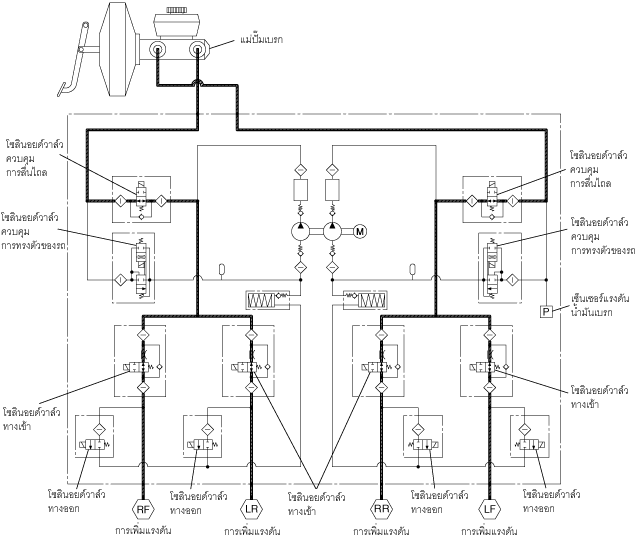 แม่ปั๊มเบรก
โซลินอยด์วาล์ว
ควบคุม
การลื่นไถล
โซลินอยด์วาล์ว
ควบคุม
การลื่นไถล
โซลินอยด์วาล์ว
ควบคุม
การทรงตัวของรถ
โซลินอยด์วาล์ว
ควบคุม
การทรงตัวของรถ
M
เซ็นเซอร์แรงดัน
น้ำมันเบรก
P
โซลินอยด์วาล์ว
ทางเข้า
โซลินอยด์วาล์ว
ทางเข้า
โซลินอยด์วาล์ว
ทางออก
โซลินอยด์วาล์ว
ทางออก
โซลินอยด์วาล์ว
ทางเข้า
โซลินอยด์วาล์ว
ทางออก
โซลินอยด์วาล์ว
ทางออก
RF
LR
RR
LF
การเพิ่มแรงดัน
การเพิ่มแรงดัน
การเพิ่มแรงดัน
การเพิ่มแรงดัน